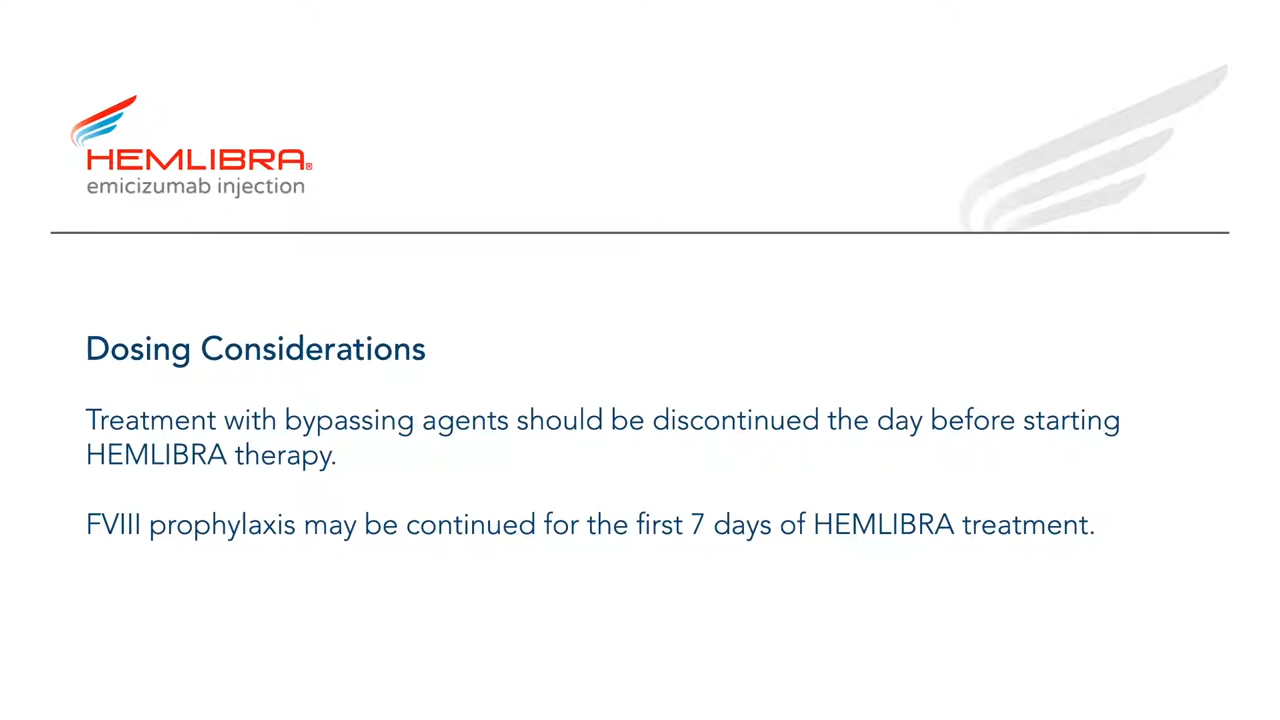 HEMLIBRA®
emicizumab injection
Dosing Considerations
Treatment with bypassing agents should be discontinued the day before starting
HEMLIBRA therapy.
FVIII prophylaxis may be continued for the first 7 days of HEMLIBRA treatment.